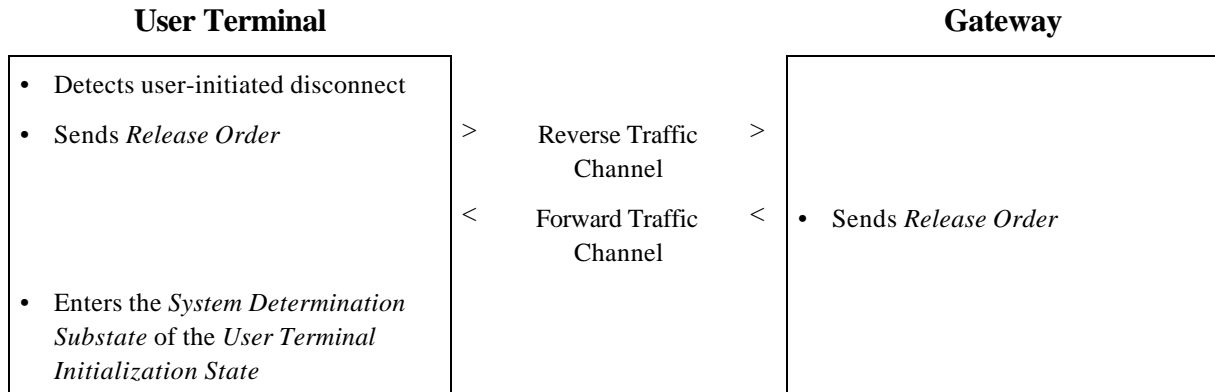 User Terminal Gateway
• Detects user-initiated disconnect
• Sends Release Order > Reverse Traffic >
Channel
< Forward Traffic < • Sends Release Order
Channel
• Enters the System Determination
Substate of the User Terminal
Initialization State